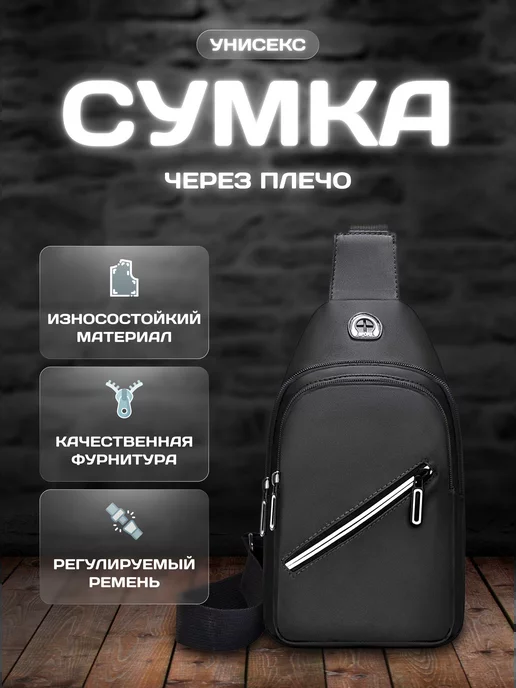 УНИСЕКС
СУМКА
ЧЕРЕЗ ПЛЕЧО
ИЗНОСОСТОЙКИЙ
МАТЕРИАЛ
КАЧЕСТВЕННАЯ
ФУРНИТУРА
РЕГУЛИРУЕМЫЙ
РЕМЕНЬ